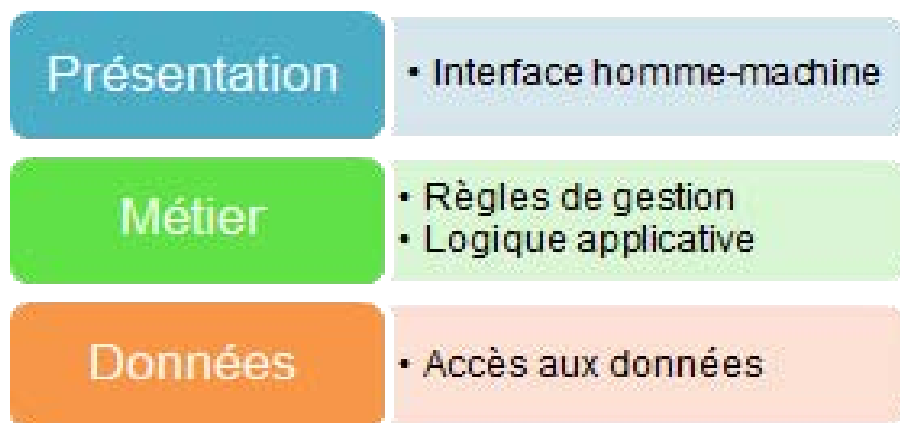 Présentation
• Interface homme-machine
Métier
• Règles de gestion
• Logique applicative
Données
• Accès aux données